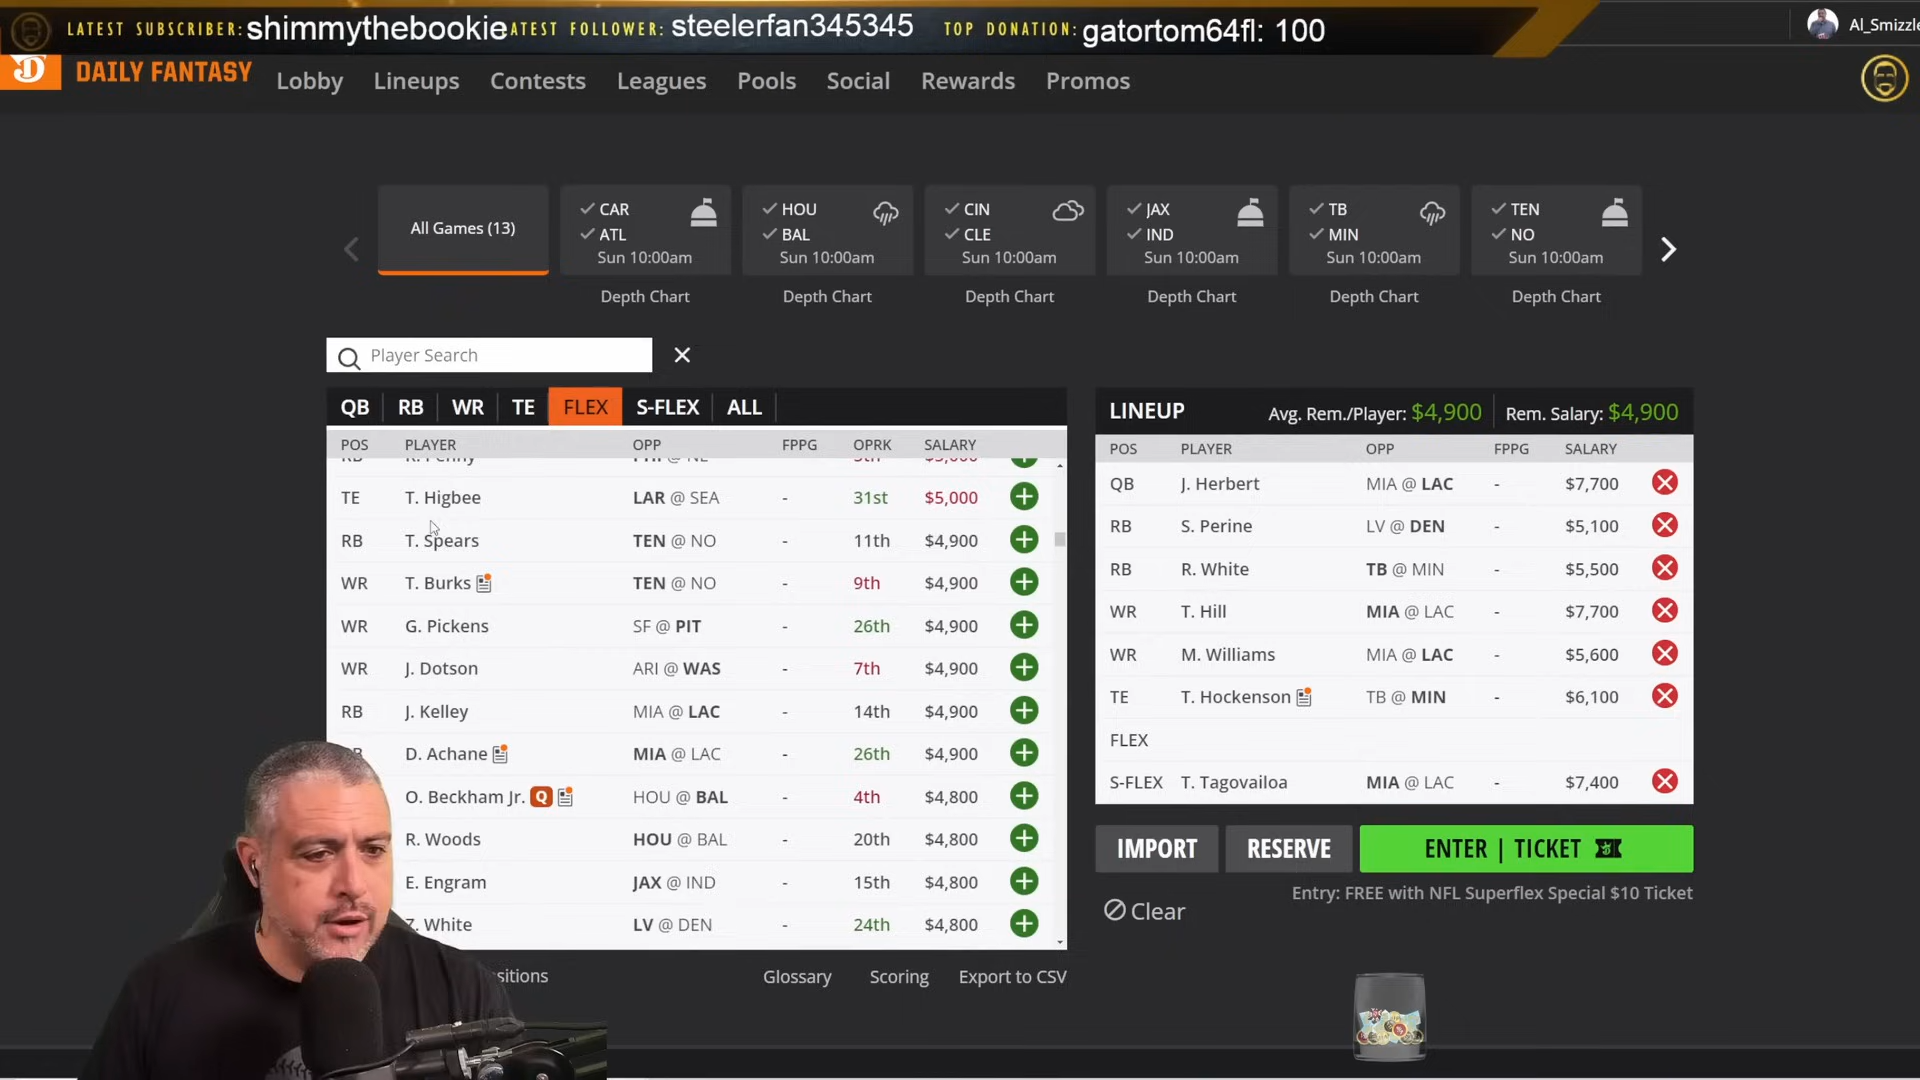 LATEST SUBSCRIBER: shimmythebookie ATEST FOLLOWER: steelerfan345345 TOP DONATION: gatortom64fl: 100
Al_Smizzle
DAILY FANTASY Lobby Lineups Contests Leagues Pools Social Rewards Promos
All Games (13)
CAR
ATL
Sun 10:00am
Depth Chart
HOU
BAL
Sun 10:00am
Depth Chart
CIN
CLE
Sun 10:00am
Depth Chart
JAX
IND
Sun 10:00am
Depth Chart
TB
MIN
Sun 10:00am
Depth Chart
TEN
NO
Sun 10:00am
Depth Chart
Player Search
QB RB WR TE FLEX S-FLEX ALL
POS PLAYER OPP FPPG OPRK SALARY
TE T. Higbee LAR @ SEA - 31st $5,000
RB T. Spears TEN @ NO - 11th $4,900
WR T. Burks TEN @ NO - 9th $4,900
WR G. Pickens SF @ PIT - 26th $4,900
WR J. Dotson ARI @ WAS - 7th $4,900
RB J. Kelley MIA @ LAC - 14th $4,900
D. Achane MIA @ LAC - 26th $4,900
O. Beckham Jr. Q HOU @ BAL - 4th $4,800
R. Woods HOU @ BAL - 20th $4,800
E. Engram JAX @ IND - 15th $4,800
Z. White LV @ DEN - 24th $4,800
Glossary Scoring Export to CSV
LINEUP Avg. Rem./Player: $4,900 Rem. Salary: $4,900
POS PLAYER OPP FPPG SALARY
QB J. Herbert MIA @ LAC - $7,700
RB S. Perine LV @ DEN - $5,100
RB R. White TB @ MIN - $5,500
WR T. Hill MIA @ LAC - $7,700
WR M. Williams MIA @ LAC - $5,600
TE T. Hockenson TB @ MIN - $6,100
FLEX
S-FLEX T. Tagovailoa MIA @ LAC - $7,400
IMPORT RESERVE ENTER | TICKET
Entry: FREE with NFL Superflex Special $10 Ticket
Clear